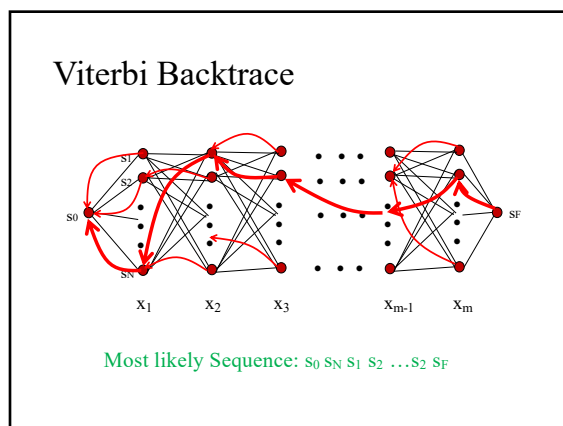 Viterbi Backtrace
s1
s2
s0
sF
sN
x1 x2 x3 xm-1 xm
Most likely Sequence: s0 sN s1 s2 …s2 sF